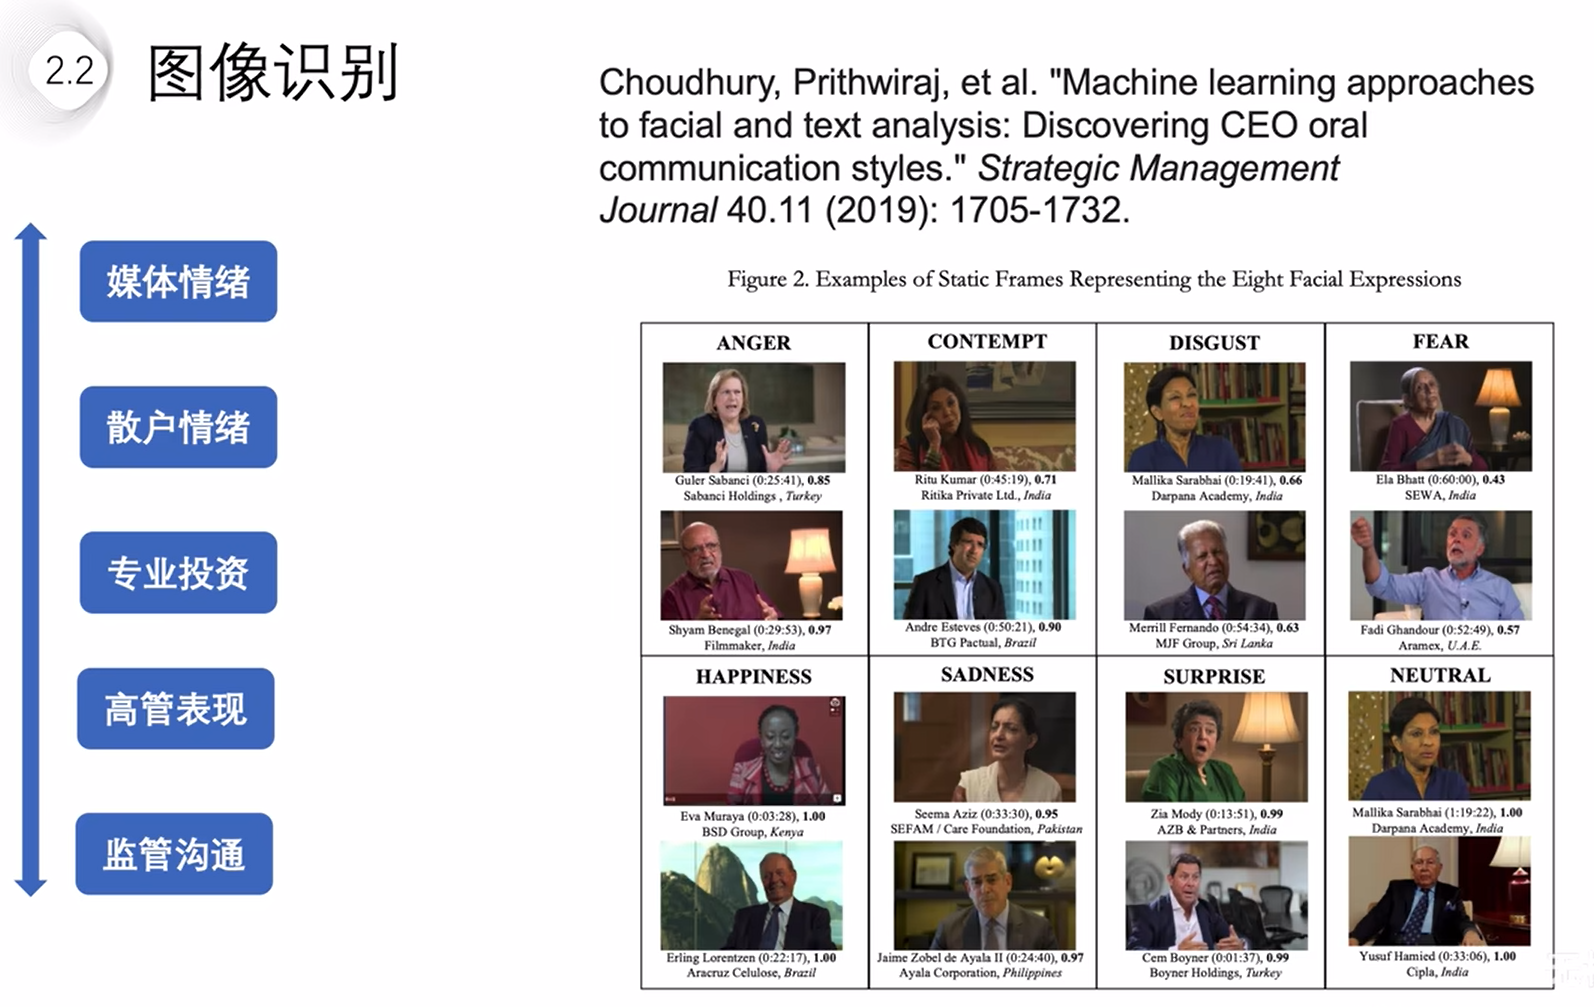 2.2
图像识别
Choudhury, Prithwiraj, et al. "Machine learning approaches
to facial and text analysis: Discovering CEO oral
communication styles." Strategic Management
Journal 40.11 (2019): 1705-1732.
媒体情绪
散户情绪
专业投资
高管表现
监管沟通
Figure 2. Examples of Static Frames Representing the Eight Facial Expressions
ANGER
Guler Sabanci (0:25:41), 0.85
Sabanci Holdings , Turkey
Shyam Benegal (0:29:53), 0.97
Filmmaker, India
CONTEMPT
Ritu Kumar (0:45:19), 0.71
Ritika Private Ltd., India
Andre Esteves (0:50:21), 0.90
BTG Pactual, Brazil
DISGUST
Mallika Sarabhai (0:19:41), 0.66
Darpana Academy, India
Merrill Fernando (0:54:34), 0.63
MJF Group, Sri Lanka
FEAR
Ela Bhatt (0:60:00), 0.43
SEWA, India
Fadi Ghandour (0:52:49), 0.57
Aramex, U.A.E.
HAPPINESS
Eva Muraya (0:03:28), 1.00
BSD Group, Kenya
Erling Lorentzen (0:22:17), 1.00
Aracruz Celulose, Brazil
SADNESS
Seema Aziz (0:33:30), 0.95
SEFAM / Care Foundation, Pakistan
Jaime Zobel de Ayala II (0:24:40), 0.97
Ayala Corporation, Philippines
SURPRISE
Zia Mody (0:13:51), 0.99
AZB & Partners, India
Cem Boyner (0:01:37), 0.99
Boyner Holdings, Turkey
NEUTRAL
Mallika Sarabhai (1:19:22), 1.00
Darpana Academy, India
Yusuf Hamied (0:33:06), 1.00
Cipla, India